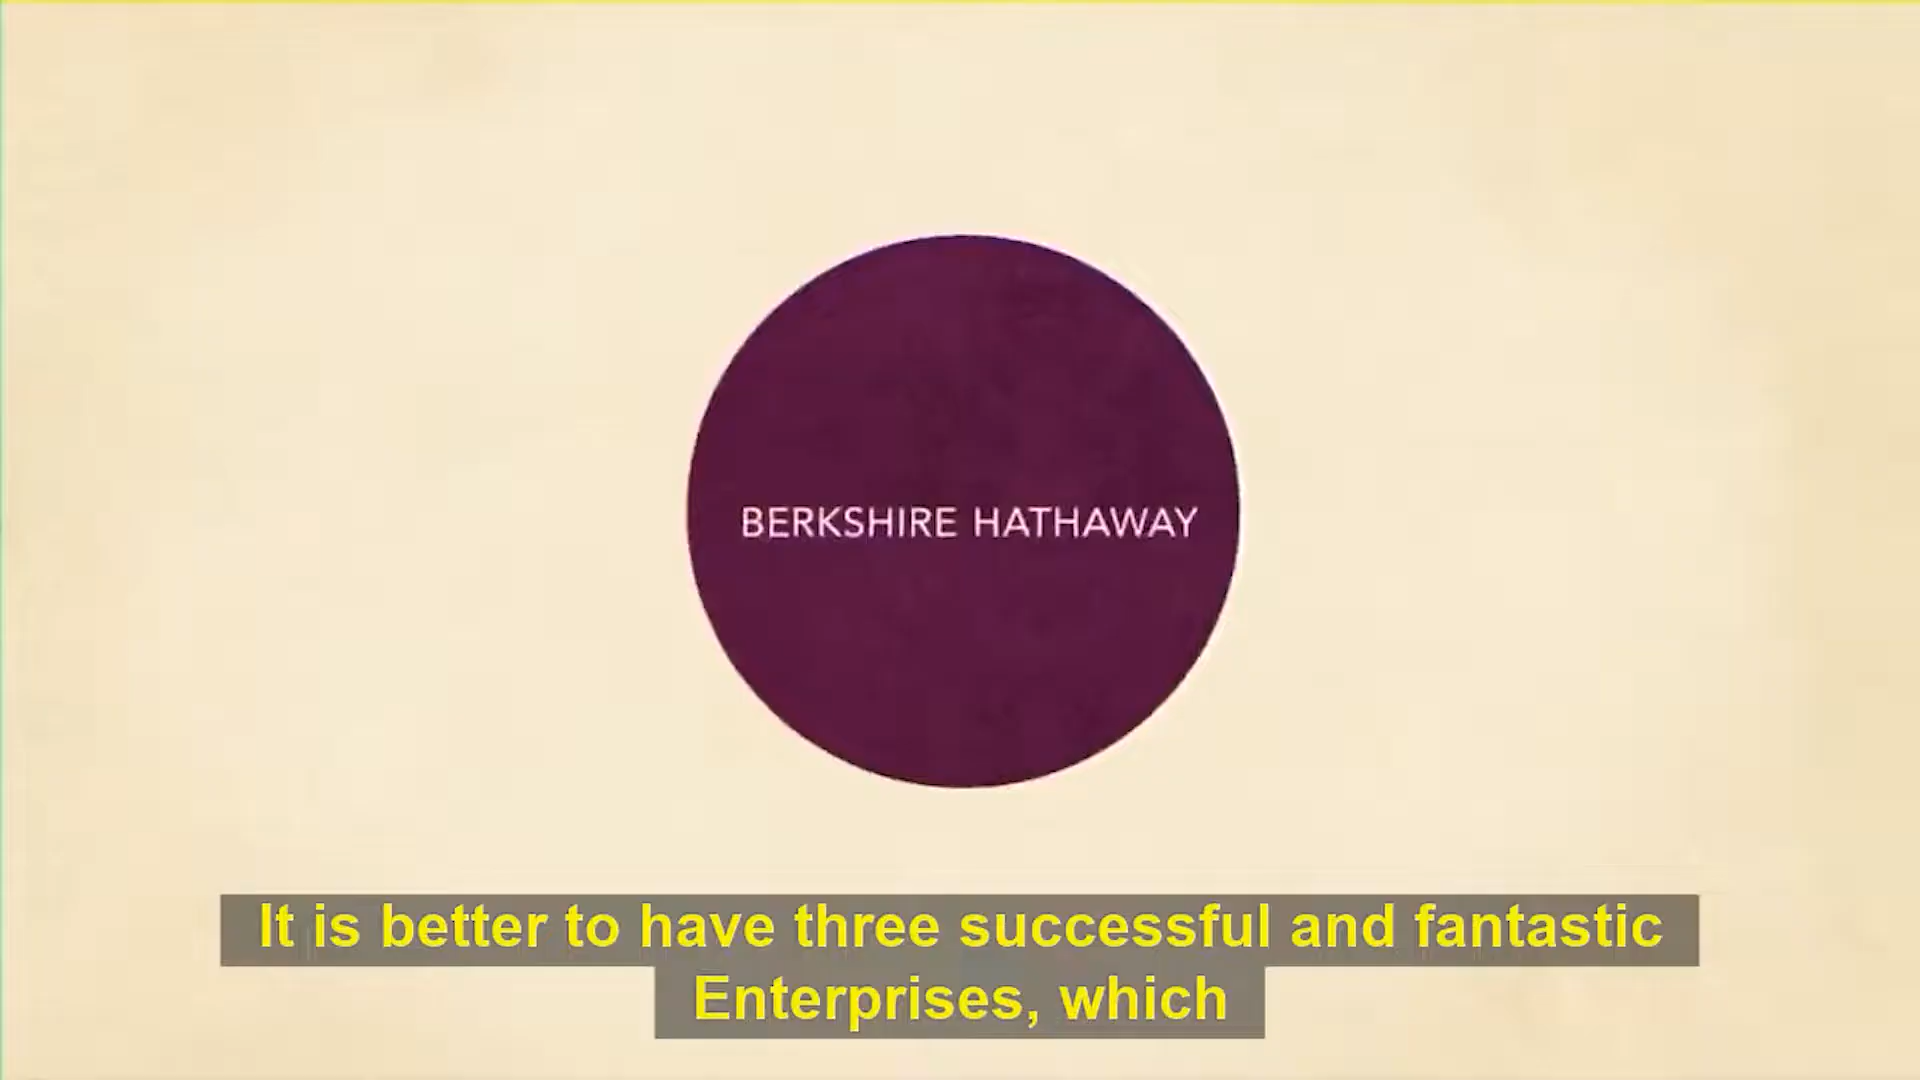 BERKSHIRE HATHAWAY
It is better to have three successful and fantastic
Enterprises, which